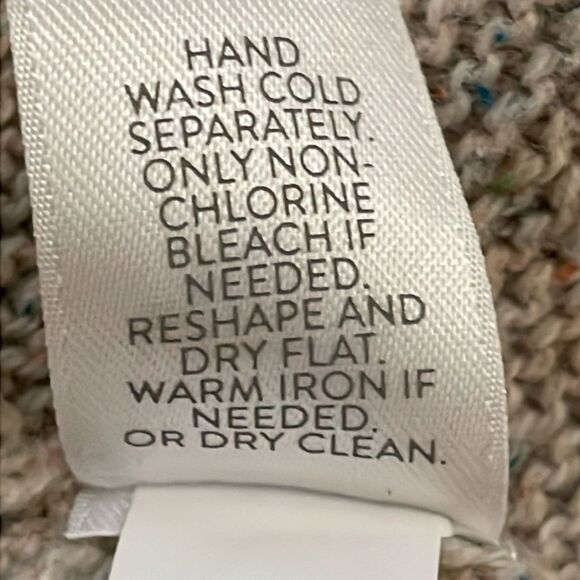 HAND
WASH COLD
SEPARATELY.
ONLY NON-
CHLORINE
BLEACH IF
NEEDED.
RESHAPE AND
DRY FLAT.
WARM IRON IF
NEEDED.
OR DRY CLEAN.